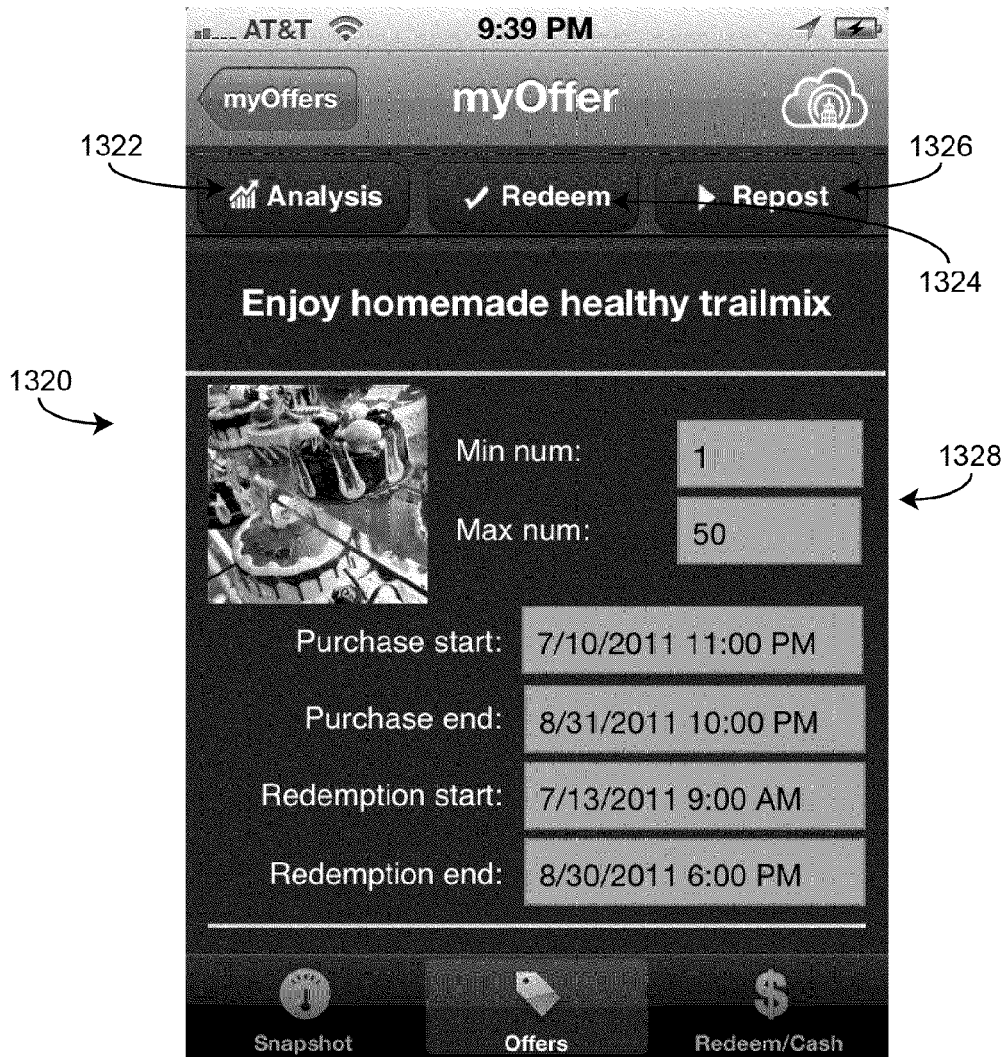 AT&T 9:39 PM
myOffers myOffer
1322 1326
Analysis Redeem Repost
1324
Enjoy homemade healthy trailmix
1320
Min num: 1
1328
Max num: 50
Purchase start: 7/10/2011 11:00 PM
Purchase end: 8/31/2011 10:00 PM
Redemption start: 7/13/2011 9:00 AM
Redemption end: 8/30/2011 6:00 PM
Snapshot Offers Redeem/Cash